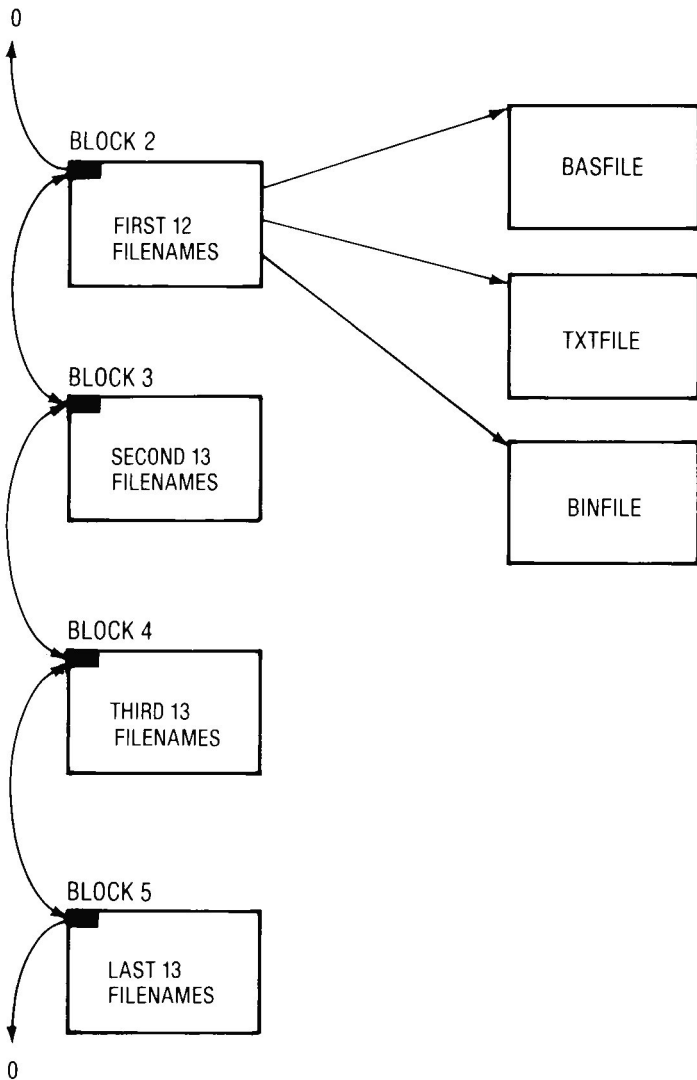 0
BLOCK 2
FIRST 12
FILENAMES
BASFILE
TXTFILE
BINFILE
BLOCK 3
SECOND 13
FILENAMES
BLOCK 4
THIRD 13
FILENAMES
BLOCK 5
LAST 13
FILENAMES
0